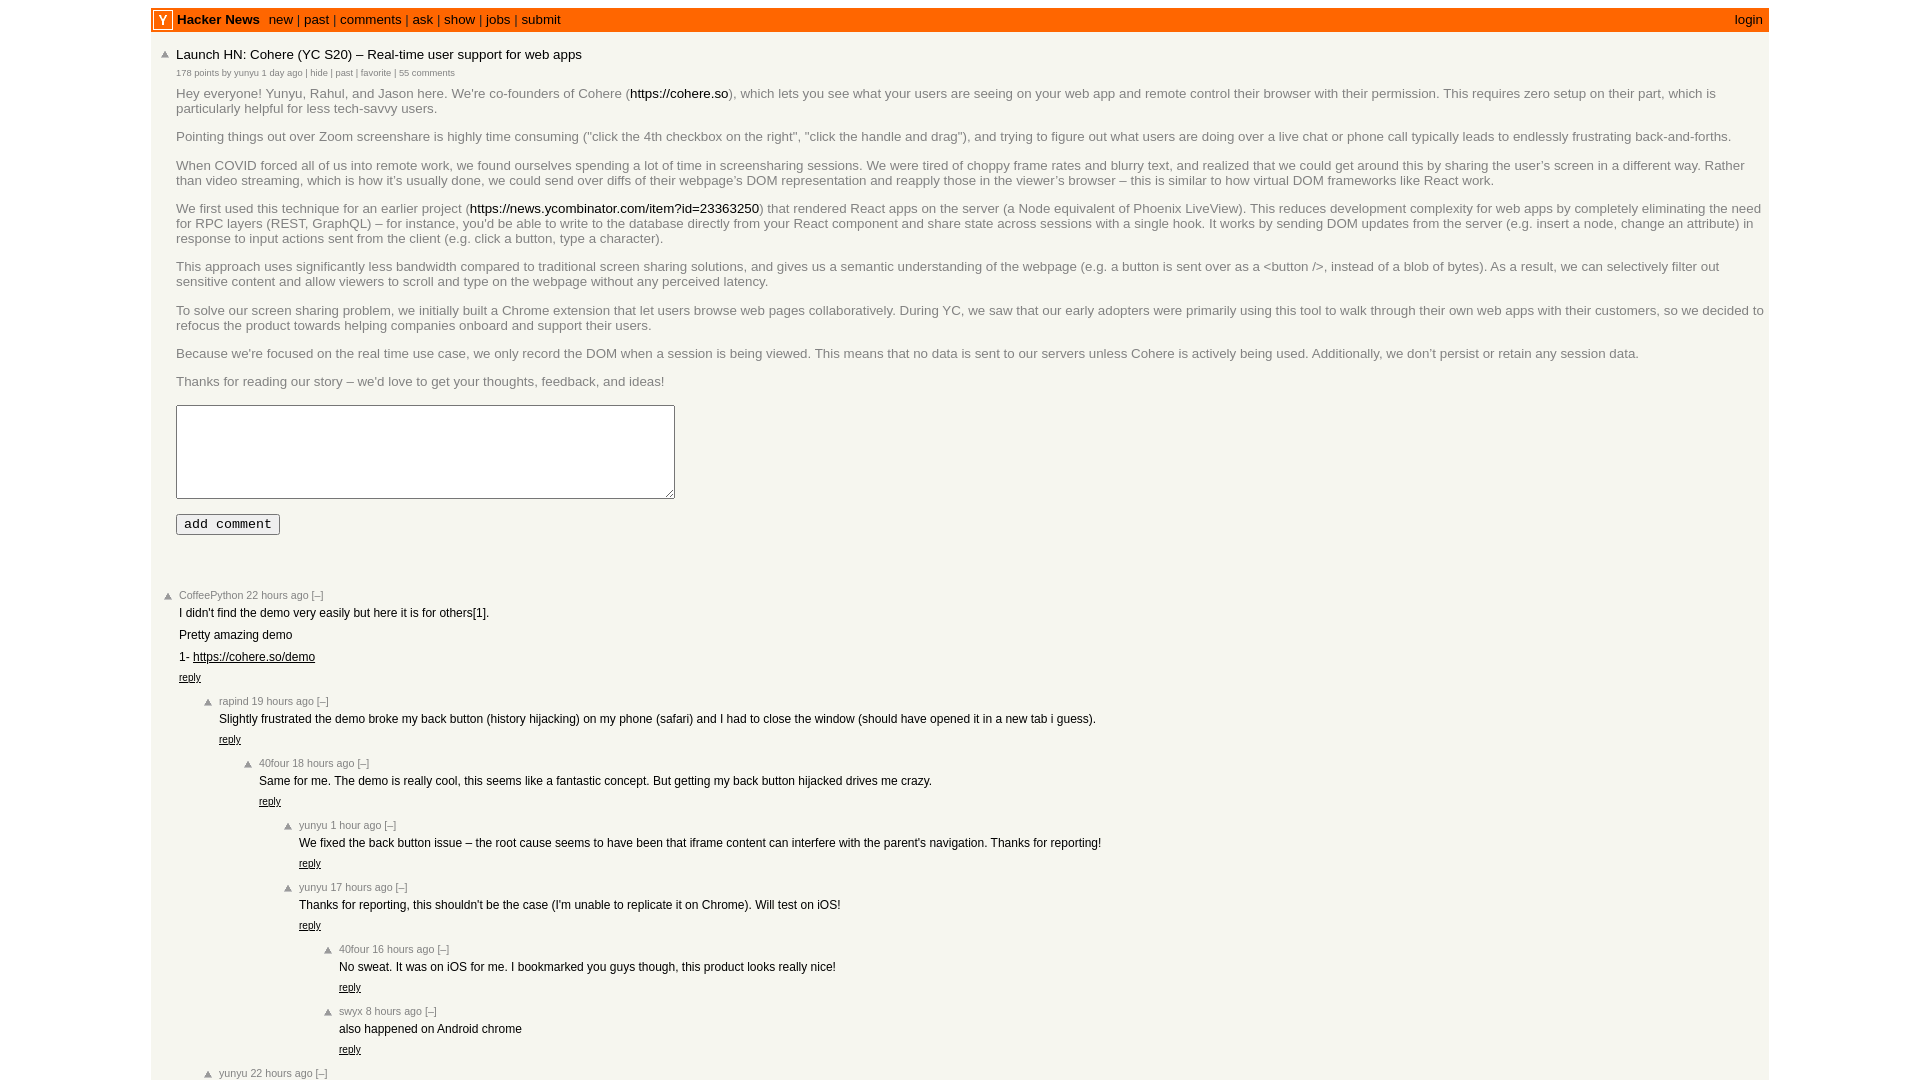 Y Hacker News new | past | comments | ask | show | jobs | submit login
Launch HN: Cohere (YC S20) – Real-time user support for web apps
178 points by yunyu 1 day ago | hide | past | favorite | 55 comments
Hey everyone! Yunyu, Rahul, and Jason here. We're co-founders of Cohere (https://cohere.so), which lets you see what your users are seeing on your web app and remote control their browser with their permission. This requires zero setup on their part, which is
particularly helpful for less tech-savvy users.
Pointing things out over Zoom screenshare is highly time consuming ("click the 4th checkbox on the right", "click the handle and drag"), and trying to figure out what users are doing over a live chat or phone call typically leads to endlessly frustrating back-and-forths.
When COVID forced all of us into remote work, we found ourselves spending a lot of time in screensharing sessions. We were tired of choppy frame rates and blurry text, and realized that we could get around this by sharing the user’s screen in a different way. Rather
than video streaming, which is how it’s usually done, we could send over diffs of their webpage’s DOM representation and reapply those in the viewer’s browser – this is similar to how virtual DOM frameworks like React work.
We first used this technique for an earlier project (https://news.ycombinator.com/item?id=23363250) that rendered React apps on the server (a Node equivalent of Phoenix LiveView). This reduces development complexity for web apps by completely eliminating the need
for RPC layers (REST, GraphQL) – for instance, you'd be able to write to the database directly from your React component and share state across sessions with a single hook. It works by sending DOM updates from the server (e.g. insert a node, change an attribute) in
response to input actions sent from the client (e.g. click a button, type a character).
This approach uses significantly less bandwidth compared to traditional screen sharing solutions, and gives us a semantic understanding of the webpage (e.g. a button is sent over as a <button />, instead of a blob of bytes). As a result, we can selectively filter out
sensitive content and allow viewers to scroll and type on the webpage without any perceived latency.
To solve our screen sharing problem, we initially built a Chrome extension that let users browse web pages collaboratively. During YC, we saw that our early adopters were primarily using this tool to walk through their own web apps with their customers, so we decided to
refocus the product towards helping companies onboard and support their users.
Because we're focused on the real time use case, we only record the DOM when a session is being viewed. This means that no data is sent to our servers unless Cohere is actively being used. Additionally, we don’t persist or retain any session data.
Thanks for reading our story – we'd love to get your thoughts, feedback, and ideas!
add comment
CoffeePython 22 hours ago [–]
I didn't find the demo very easily but here it is for others[1].
Pretty amazing demo
1- https://cohere.so/demo
reply
rapind 19 hours ago [–]
Slightly frustrated the demo broke my back button (history hijacking) on my phone (safari) and I had to close the window (should have opened it in a new tab i guess).
reply
40four 18 hours ago [–]
Same for me. The demo is really cool, this seems like a fantastic concept. But getting my back button hijacked drives me crazy.
reply
yunyu 1 hour ago [–]
We fixed the back button issue – the root cause seems to have been that iframe content can interfere with the parent's navigation. Thanks for reporting!
reply
yunyu 17 hours ago [–]
Thanks for reporting, this shouldn't be the case (I'm unable to replicate it on Chrome). Will test on iOS!
reply
40four 16 hours ago [–]
No sweat. It was on iOS for me. I bookmarked you guys though, this product looks really nice!
reply
swyx 8 hours ago [–]
also happened on Android chrome
reply
yunyu 22 hours ago [–]